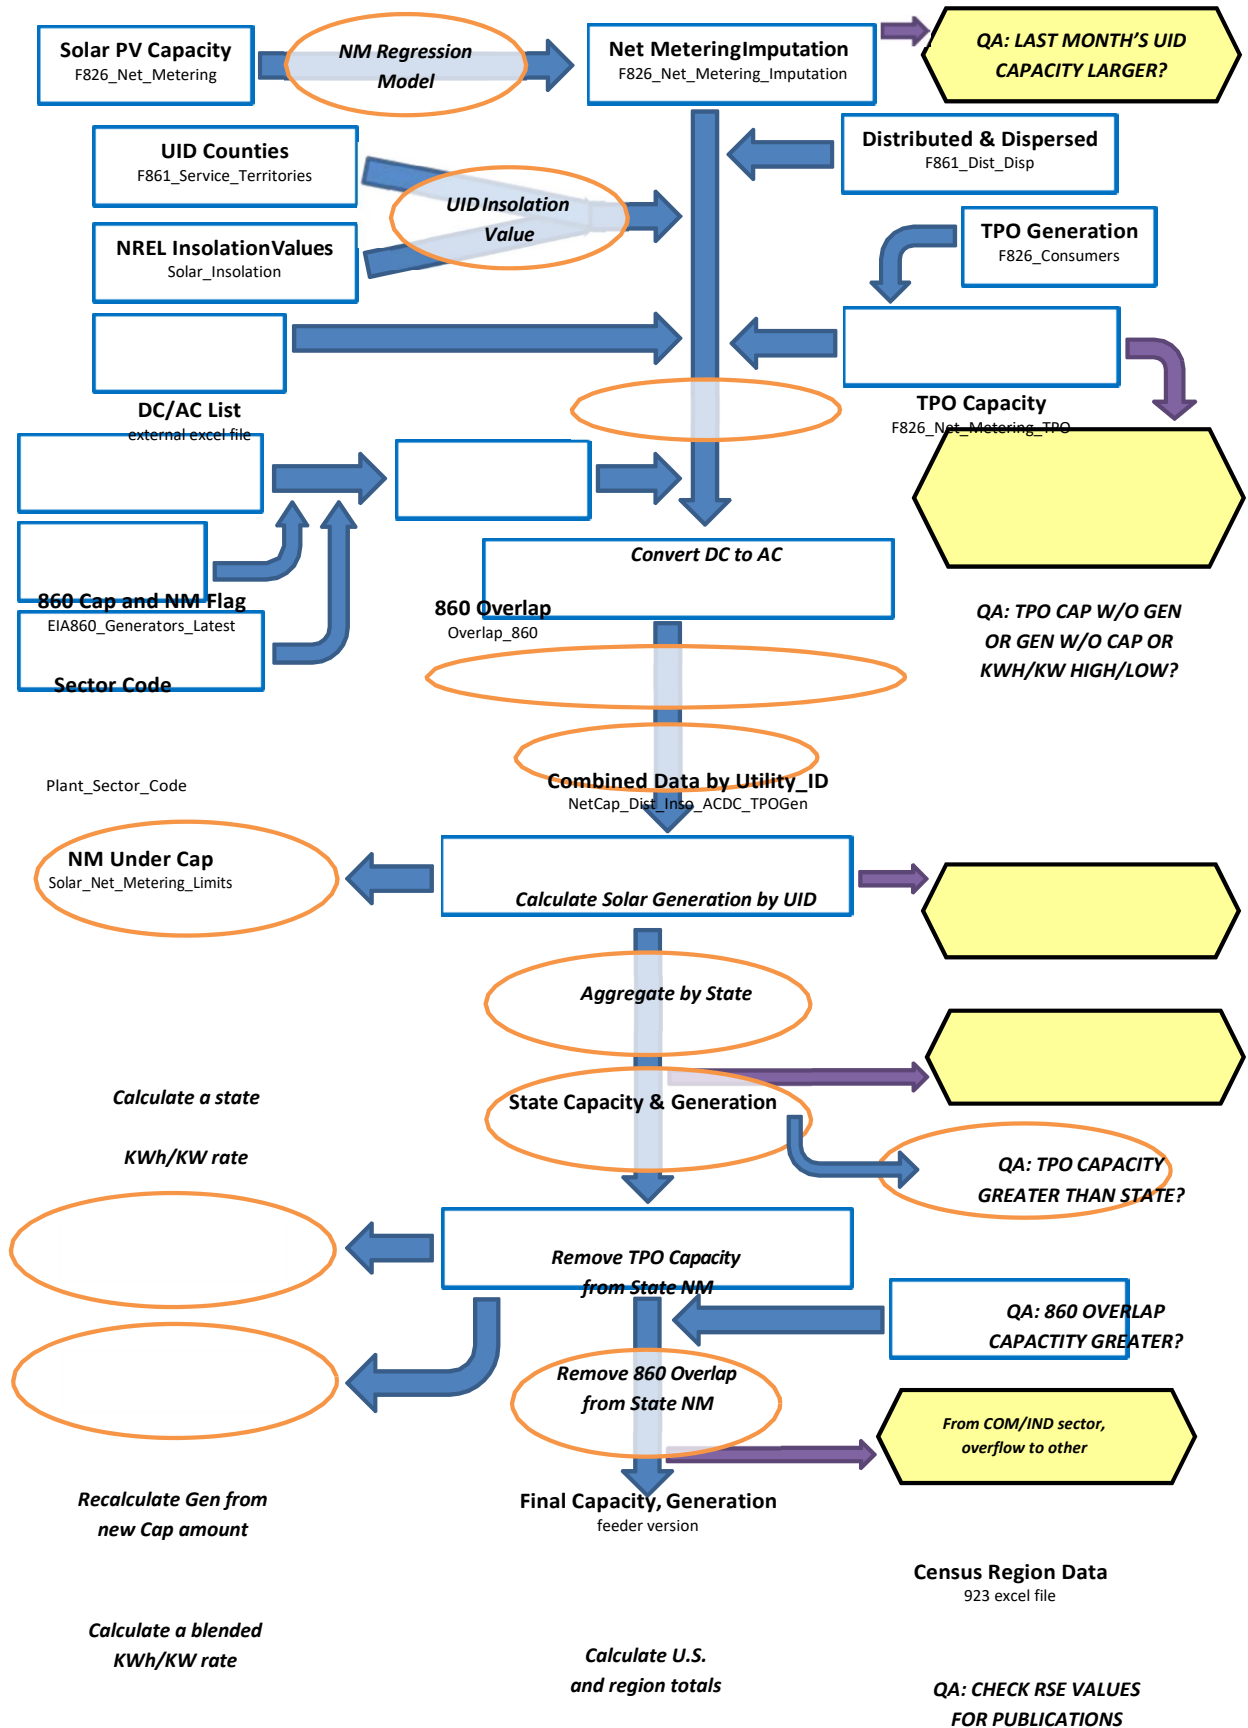 Solar PV Capacity
F826_Net_Metering
NM Regression
Model
Net MeteringImputation
F826_Net_Metering_Imputation
QA: LAST MONTH'S UID
CAPACITY LARGER?
UID Counties
F861_Service_Territories
Distributed & Dispersed
F861_Dist_Disp
UID Insolation
Value
NREL InsolationValues
Solar_Insolation
TPO Generation
F826_Consumers
DC/AC List
external excel file
TPO Capacity
F826_Net_Metering_TPO
Convert DC to AC
860 Cap and NM Flag
EIA860_Generators_Latest
860 Overlap
Overlap_860
QA: TPO CAP W/O GEN
OR GEN W/O CAP OR
KWH/KW HIGH/LOW?
Sector Code
Plant_Sector_Code
Combined Data by Utility_ID
NetCap_Dist_Inso_ACDC_TPOGen
NM Under Cap
Solar_Net_Metering_Limits
Calculate Solar Generation by UID
Aggregate by State
Calculate a state
KWh/KW rate
State Capacity & Generation
QA: TPO CAPACITY
GREATER THAN STATE?
Remove TPO Capacity
from State NM
QA: 860 OVERLAP
CAPACTITY GREATER?
Remove 860 Overlap
from State NM
From COM/IND sector,
overflow to other
Recalculate Gen from
new Cap amount
Final Capacity, Generation
feeder version
Census Region Data
923 excel file
Calculate a blended
KWh/KW rate
Calculate U.S.
and region totals
QA: CHECK RSE VALUES
FOR PUBLICATIONS